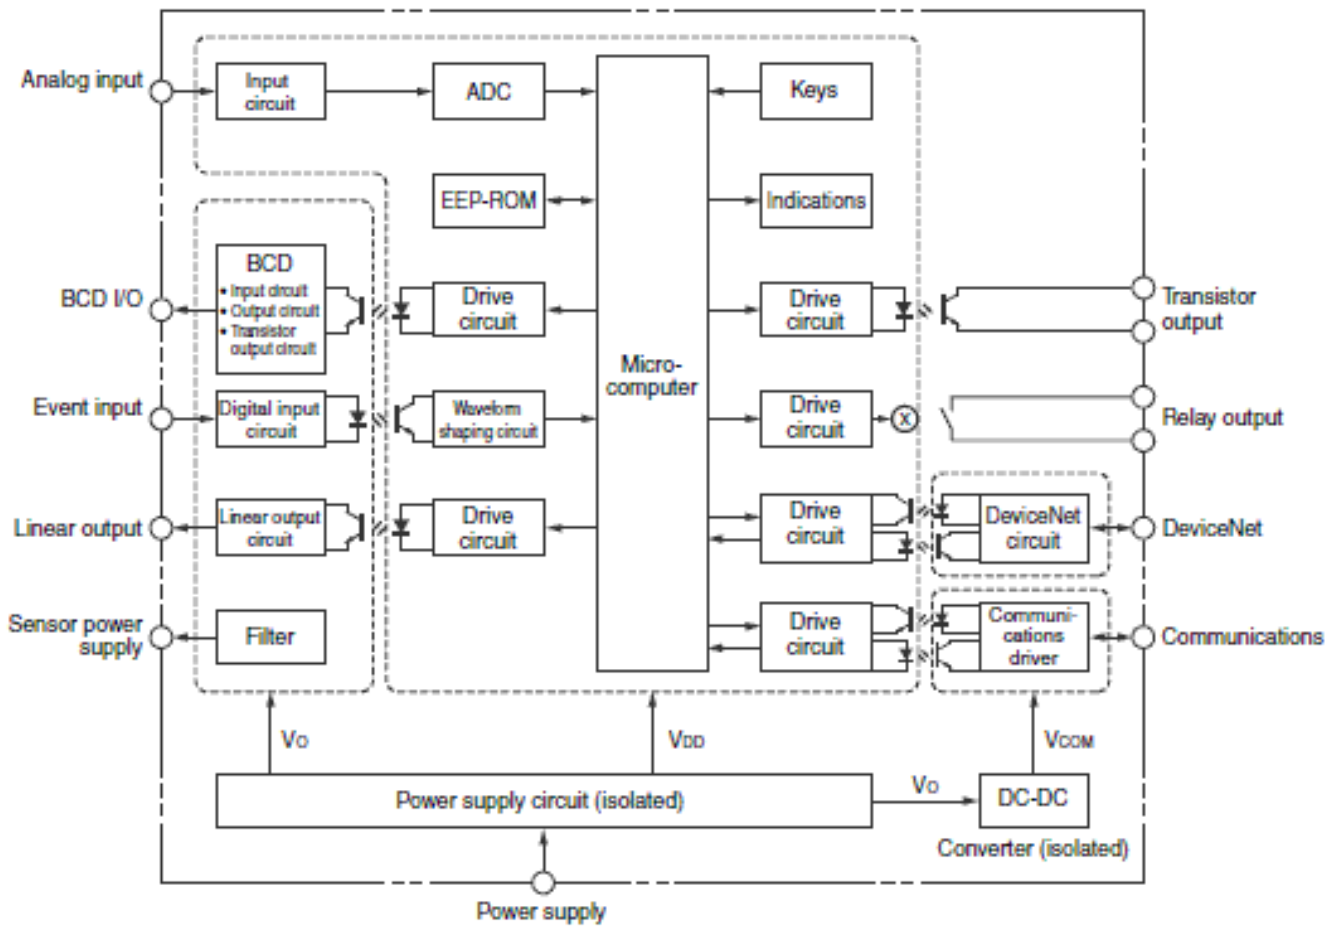 Analog input
Input
circuit
ADC
Keys
EEP-ROM
Indications
BCD
• Input circuit
• Output circuit
• Transistor
output circuit
BCD I/O
Drive
circuit
Drive
circuit
Transistor
output
Micro-
computer
Event input
Digital input
circuit
Waveform
shaping circuit
Drive
circuit
X
Relay output
Linear output
Linear output
circuit
Drive
circuit
Drive
circuit
DeviceNet
circuit
DeviceNet
Sensor power
supply
Filter
Drive
circuit
Communi-
cations
driver
Communications
VO
VDD
VCOM
Power supply circuit (isolated)
VO
DC-DC
Converter (isolated)
Power supply